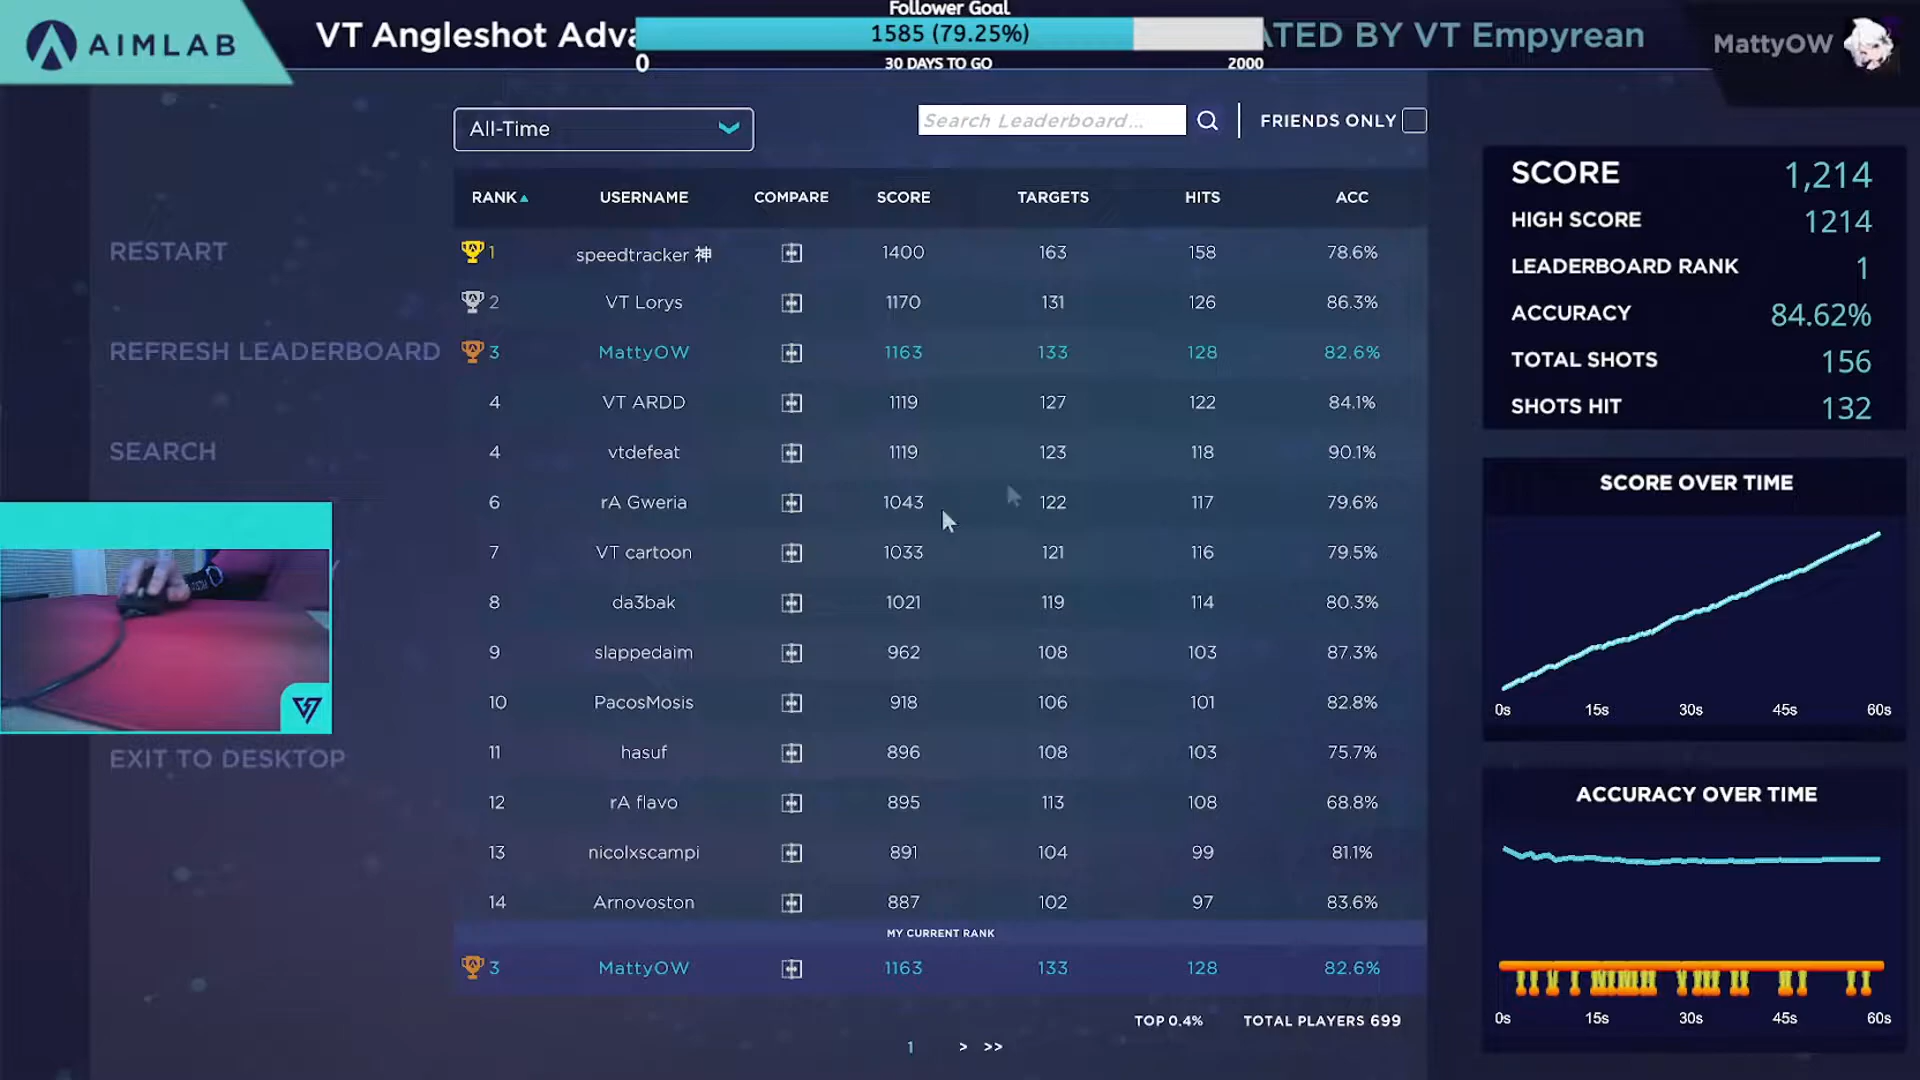 AIMLAB
VT Angleshot Adva
ATED BY VT Empyrean
Follower Goal
1585 (79.25%)
0
30 DAYS TO GO
2000
MattyOW
All-Time
Search Leaderboard...
FRIENDS ONLY
RESTART
REFRESH LEADERBOARD
SEARCH
EXIT TO DESKTOP
RANK USERNAME COMPARE SCORE TARGETS HITS ACC
1 speedtracker 神 1400 163 158 78.6%
2 VT Lorys 1170 131 126 86.3%
3 MattyOW 1163 133 128 82.6%
4 VT ARDD 1119 127 122 84.1%
4 vtdefeat 1119 123 118 90.1%
6 rA Gweria 1043 122 117 79.6%
7 VT cartoon 1033 121 116 79.5%
8 da3bak 1021 119 114 80.3%
9 slappedaim 962 108 103 87.3%
10 PacosMosis 918 106 101 82.8%
11 hasuf 896 108 103 75.7%
12 rA flavo 895 113 108 68.8%
13 nicolxscampi 891 104 99 81.1%
14 Arnovoston 887 102 97 83.6%
MY CURRENT RANK
3 MattyOW 1163 133 128 82.6%
TOP 0.4% TOTAL PLAYERS 699
1 > >>
SCORE 1,214
HIGH SCORE 1214
LEADERBOARD RANK 1
ACCURACY 84.62%
TOTAL SHOTS 156
SHOTS HIT 132
SCORE OVER TIME
0s 15s 30s 45s 60s
ACCURACY OVER TIME
0s 15s 30s 45s 60s